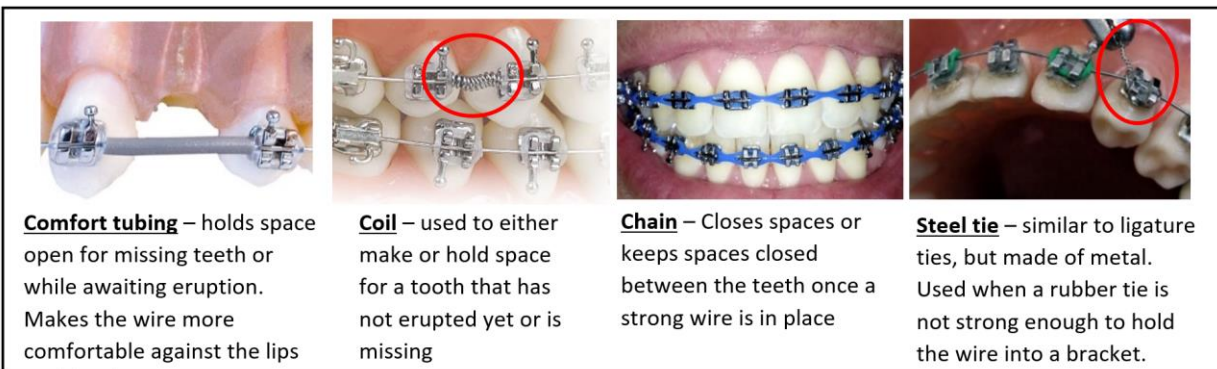 Comfort tubing – holds space
open for missing teeth or
while awaiting eruption.
Makes the wire more
comfortable against the lips
Coil – used to either
make or hold space
for a tooth that has
not erupted yet or is
missing
Chain – Closes spaces or
keeps spaces closed
between the teeth once a
strong wire is in place
Steel tie – similar to ligature
ties, but made of metal.
Used when a rubber tie is
not strong enough to hold
the wire into a bracket.